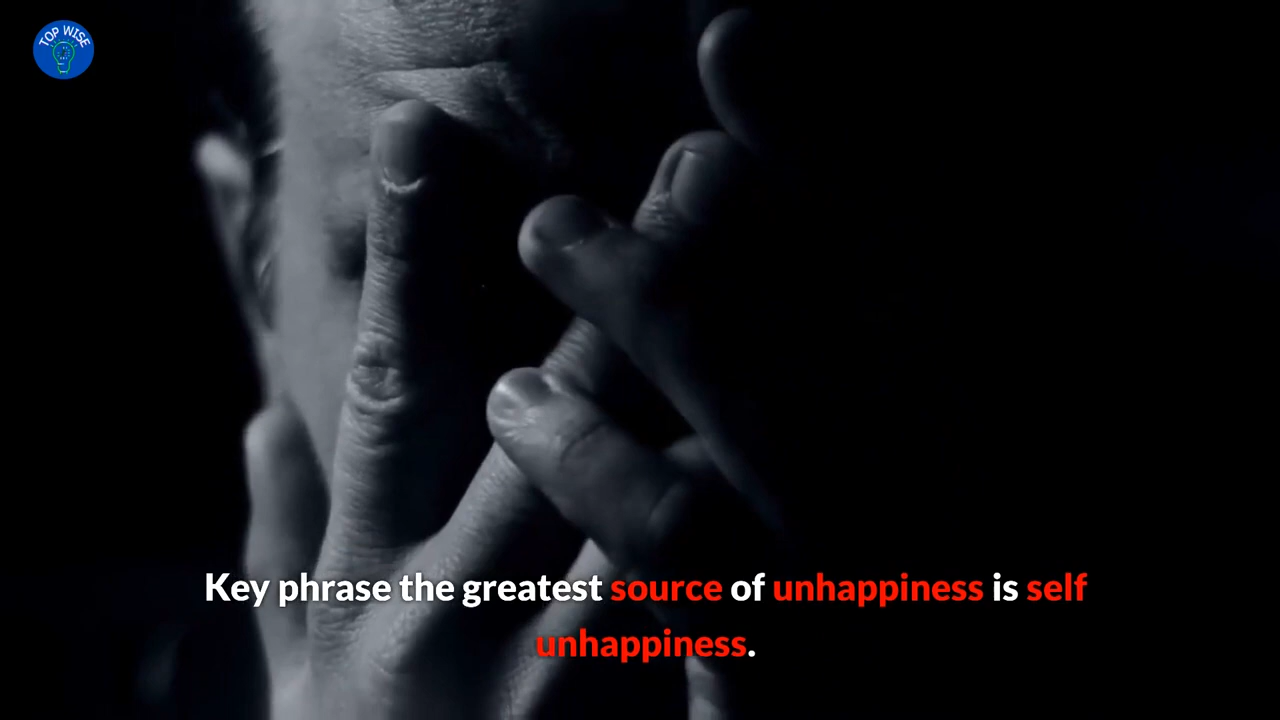 TOP WISE
Key phrase the greatest source of unhappiness is self
unhappiness.